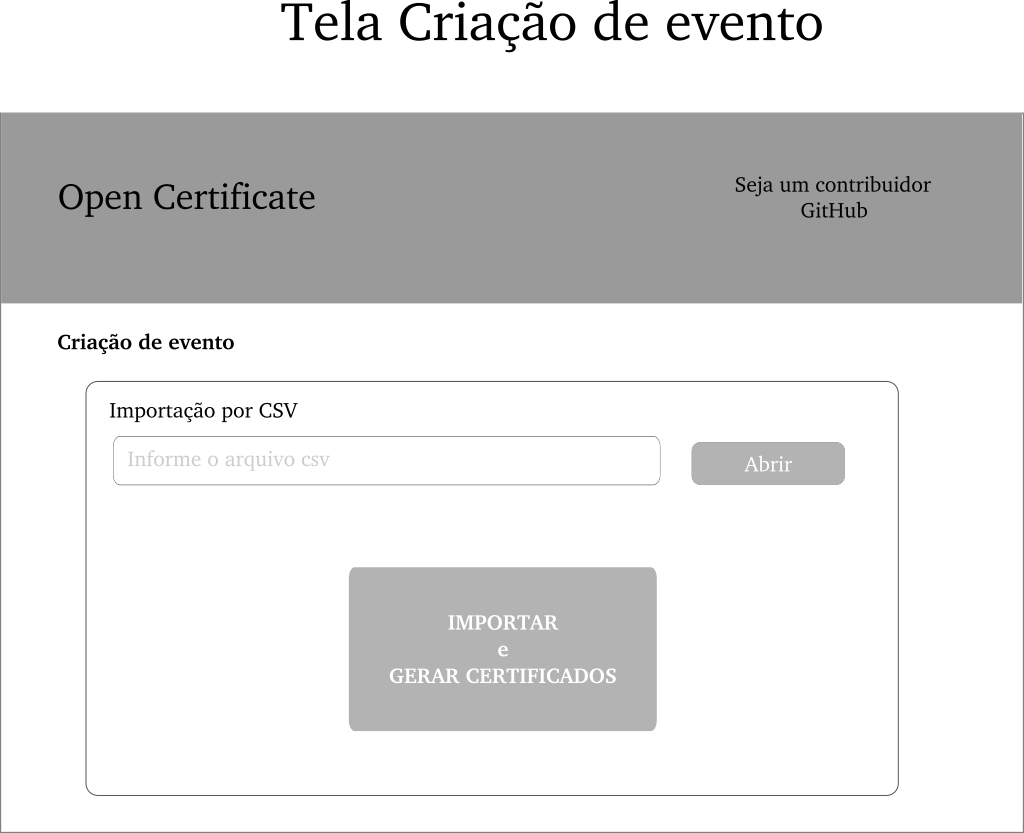 Tela Criação de evento
Open Certificate
Seja um contribuidor
GitHub
Criação de evento
Importação por CSV
Informe o arquivo csv
Abrir
IMPORTAR
e
GERAR CERTIFICADOS